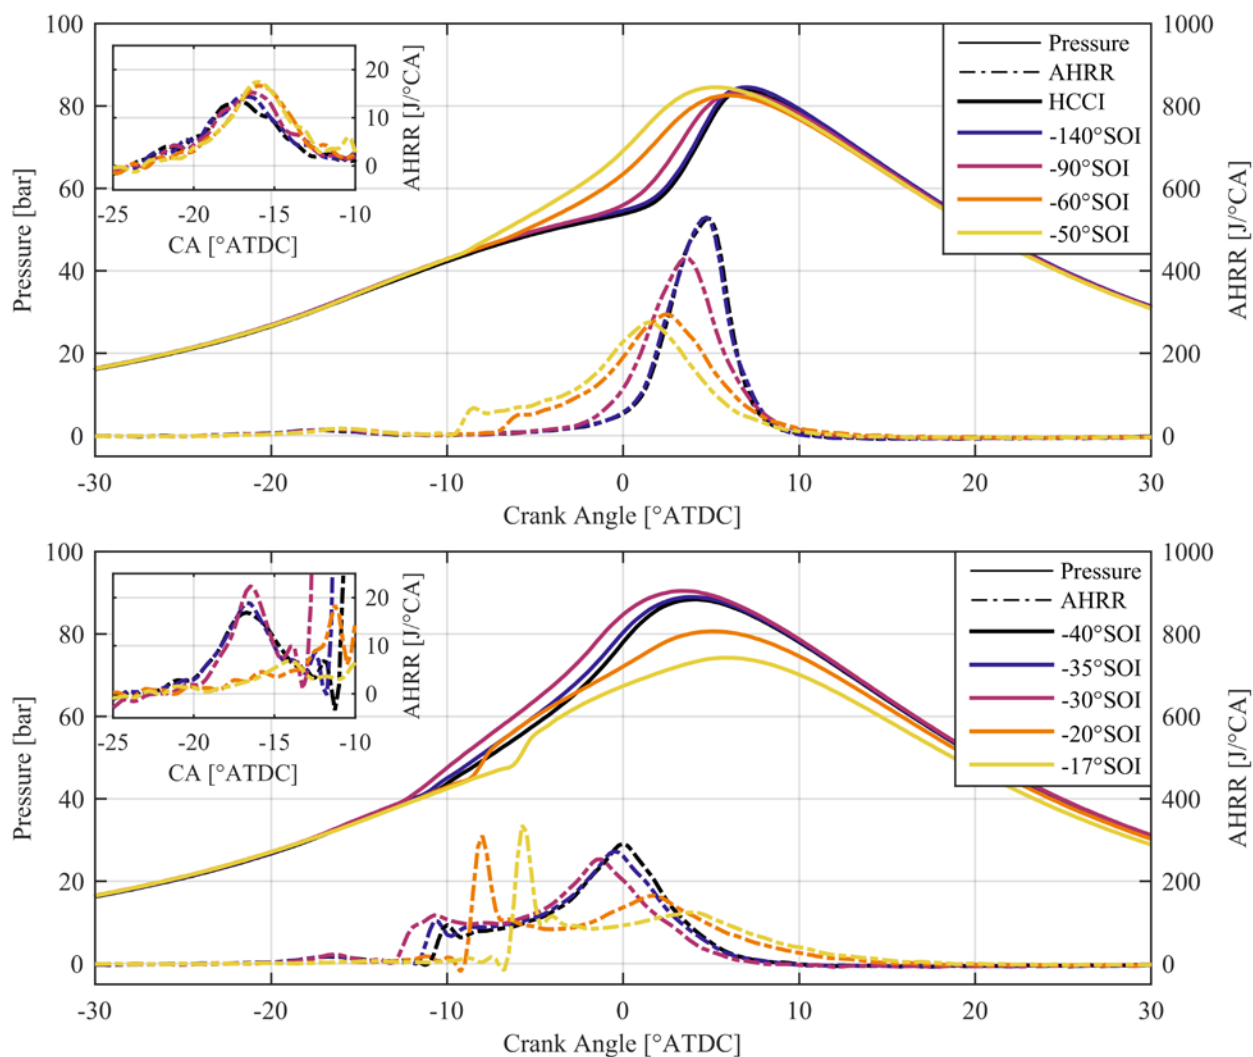 100
80
60
40
20
0
Pressure [bar]
-30
-20
-10
0
10
20
30
Crank Angle [°ATDC]
1000
800
600
400
200
0
AHRR [J/°CA]
20
10
0
AHRR [J/°CA]
-25
-20
-15
-10
CA [°ATDC]
Pressure
AHRR
HCCI
-140°SOI
-90°SOI
-60°SOI
-50°SOI
100
80
60
40
20
0
Pressure [bar]
-30
-20
-10
0
10
20
30
Crank Angle [°ATDC]
1000
800
600
400
200
0
AHRR [J/°CA]
20
10
0
AHRR [J/°CA]
-25
-20
-15
-10
CA [°ATDC]
Pressure
AHRR
-40°SOI
-35°SOI
-30°SOI
-20°SOI
-17°SOI